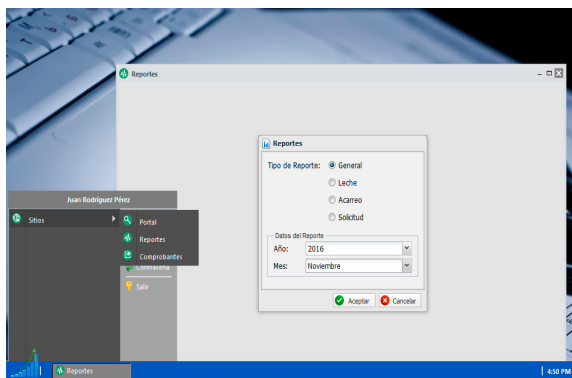 Reportes
Reportes
Tipo de Reporte: General
Leche
Acarreo
Solicitud
Datos del Reporte
Año: 2016
Mes: Noviembre
Aceptar Cancelar
Juan Rodríguez Pérez
Sitios
Portal
Reportes
Comprobantes
Contraseña
Salir
Reportes
4:50 PM